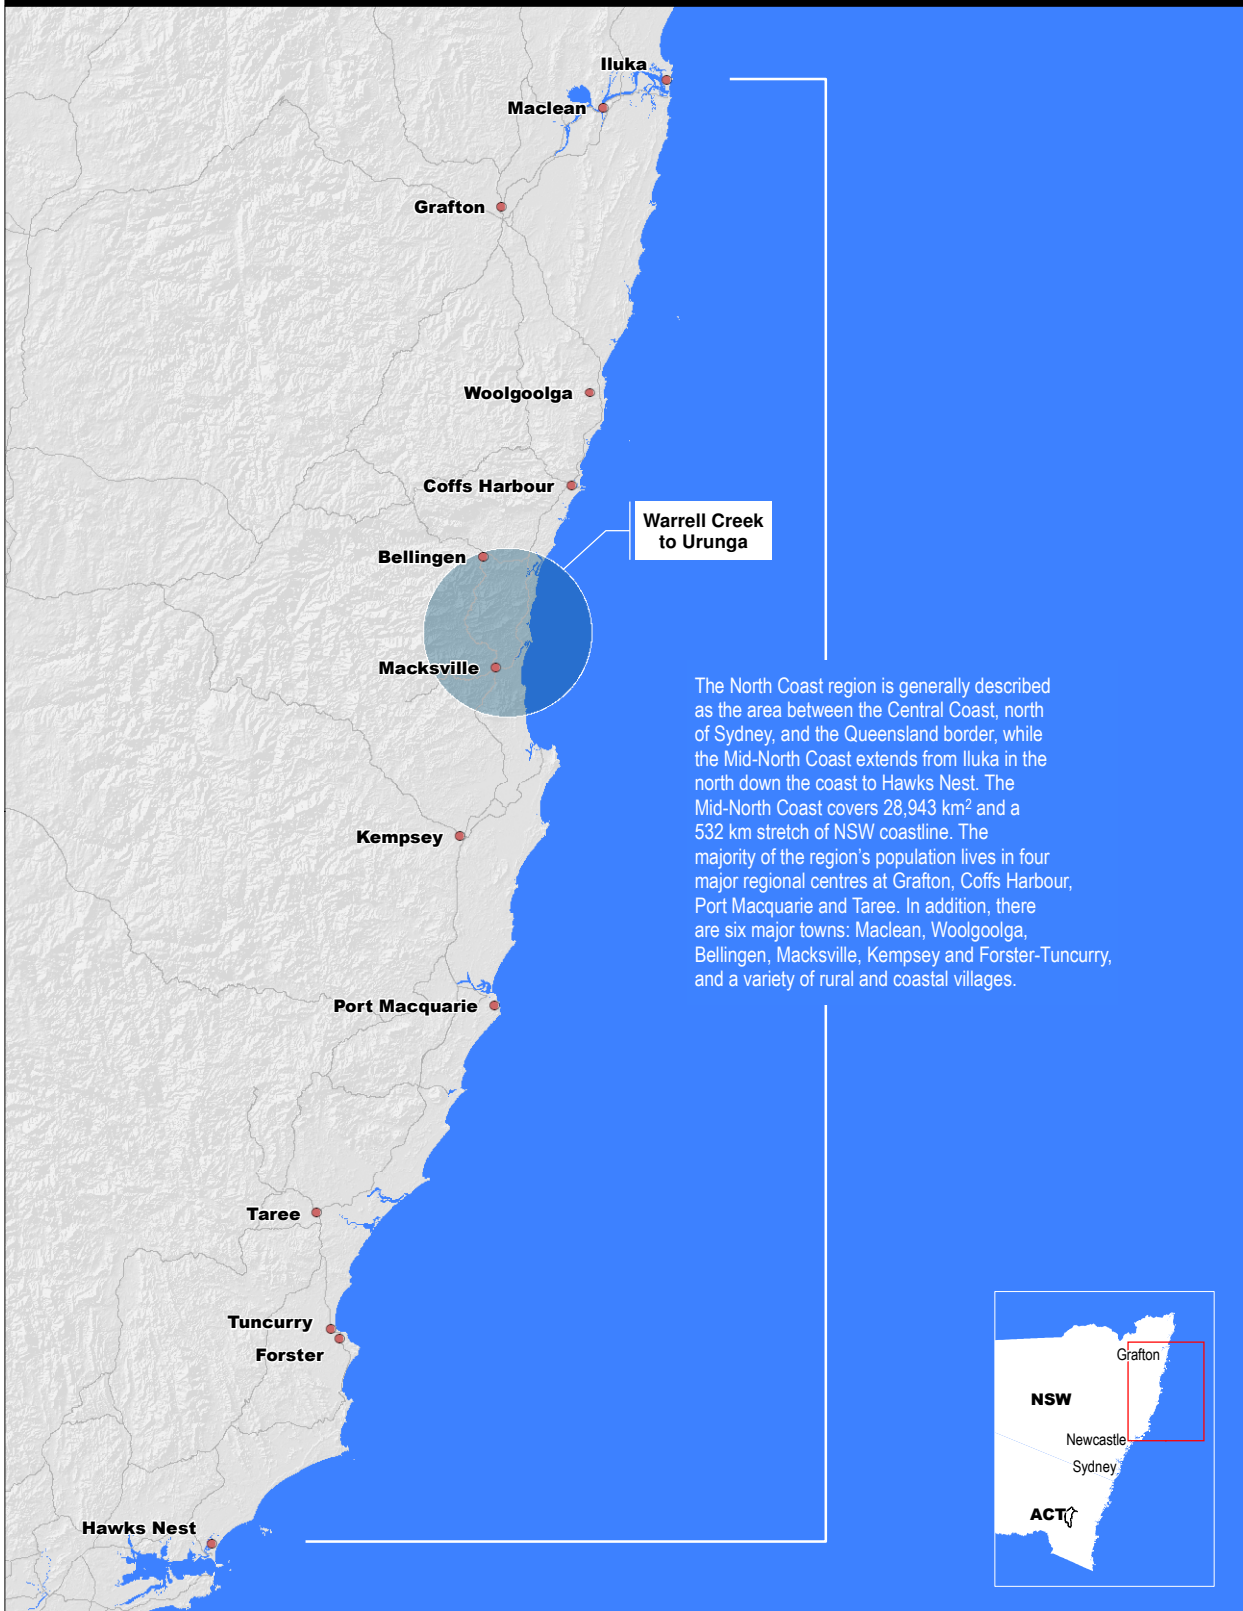 Iluka
Maclean
Grafton
Woolgoolga
Coffs Harbour
Warrell Creek
to Urunga
Bellingen
Macksville
The North Coast region is generally described
as the area between the Central Coast, north
of Sydney, and the Queensland border, while
the Mid-North Coast extends from Iluka in the
north down the coast to Hawks Nest. The
Mid-North Coast covers 28,943 km² and a
532 km stretch of NSW coastline. The
majority of the region’s population lives in four
major regional centres at Grafton, Coffs Harbour,
Port Macquarie and Taree. In addition, there
are six major towns: Maclean, Woolgoolga,
Bellingen, Macksville, Kempsey and Forster-Tuncurry,
and a variety of rural and coastal villages.
Kempsey
Port Macquarie
Taree
Tuncurry
Forster
Hawks Nest
Grafton
NSW
Newcastle
Sydney
ACT